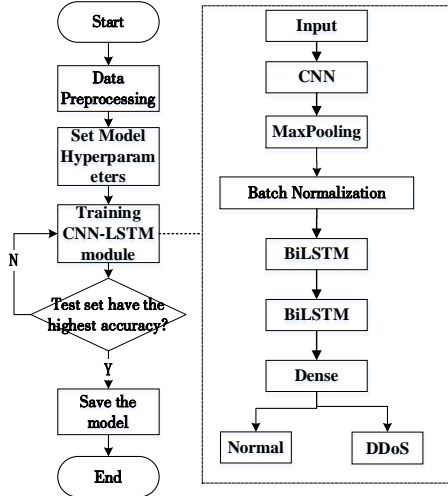 Start
Data
Preprocessing
Set Model
Hyperparam
eters
Training
CNN-LSTM
module
N
Test set have the
highest accuracy?
Y
Save the
model
End
Input
CNN
MaxPooling
Batch Normalization
BiLSTM
BiLSTM
Dense
Normal
DDoS